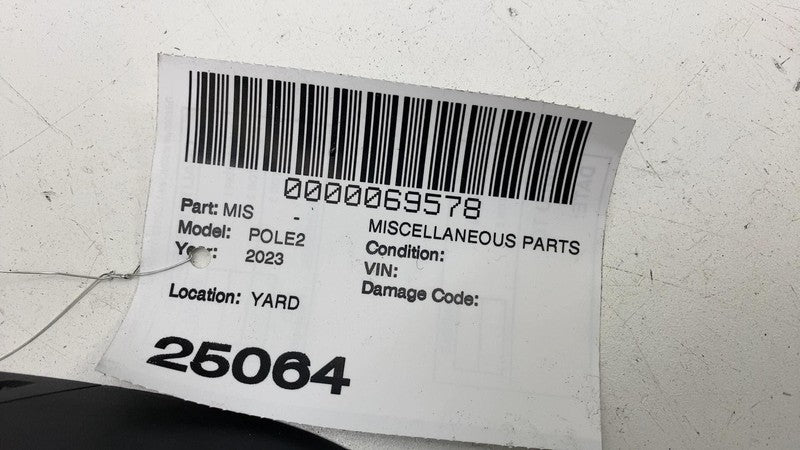 0000069578
Part: MIS - MISCELLANEOUS PARTS
Model: POLE2 Condition:
Year: 2023 VIN:
Location: YARD Damage Code:
25064